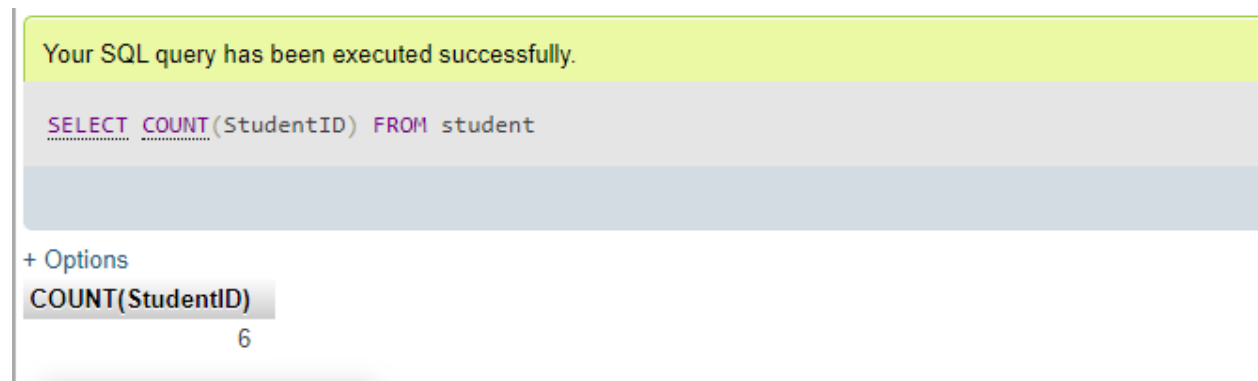 Your SQL query has been executed successfully.
SELECT COUNT(StudentID) FROM student
+ Options
COUNT(StudentID)
6